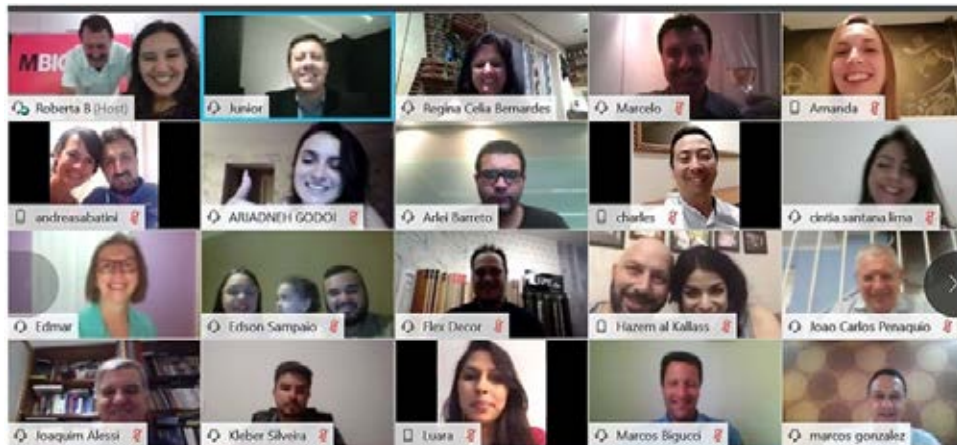 MBIG
Roberta B (Host)
Junior
Regina Celia Bernardes
Marcelo
Amanda
andreasabatini
ARIADNEH GODOI
Arlei Barreto
charles
cintia.santana.lima
Edmar
Edson Sampaio
Flex Decor
Hazem al Kallass
Joao Carlos Penaquio
Joaquim Alessi
Kleber Silveira
Luara
Marcos Bigucci
marcos gonzalez